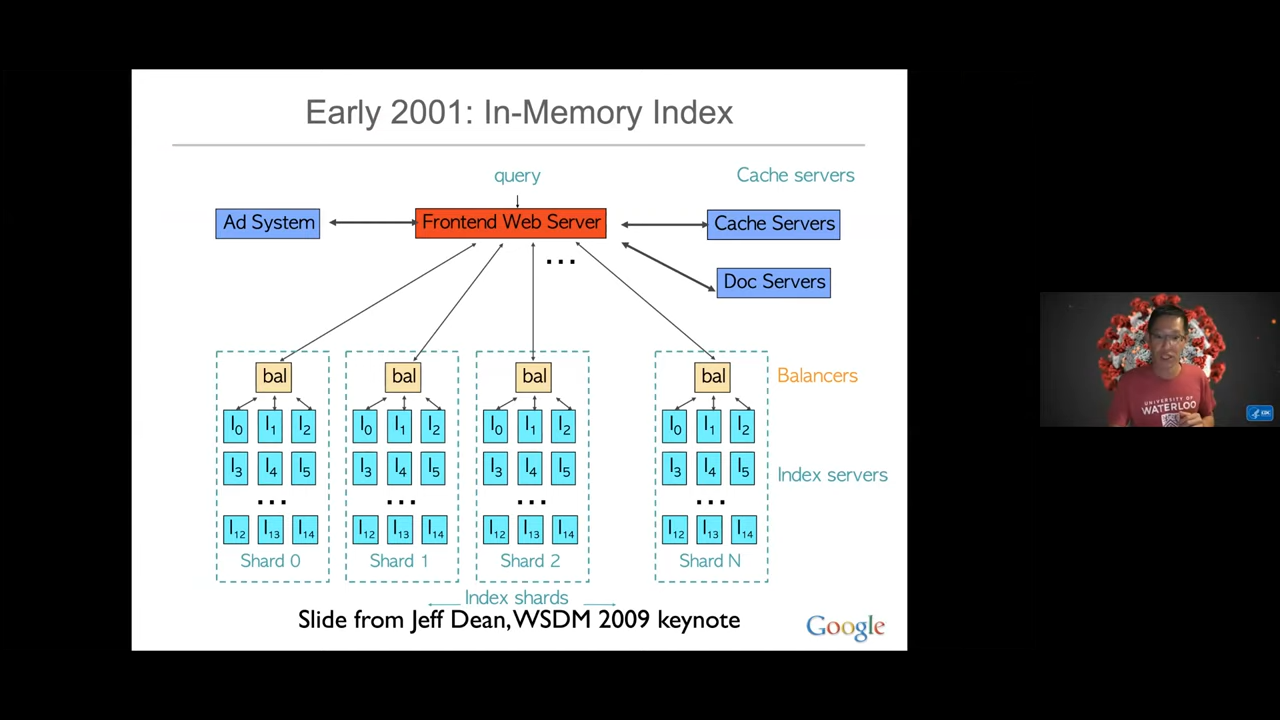 Early 2001: In-Memory Index
query
Cache servers
Ad System
Frontend Web Server
Cache Servers
...
Doc Servers
bal bal bal bal Balancers
I0 I1 I2 I0 I1 I2 I0 I1 I2 I0 I1 I2
I3 I4 I5 I3 I4 I5 I3 I4 I5 I3 I4 I5
Index servers
... ... ... ...
I12 I13 I14 I12 I13 I14 I12 I13 I14 I12 I13 I14
Shard 0 Shard 1 Shard 2 Shard N
Index shards
Slide from Jeff Dean, WSDM 2009 keynote
Google
UNIVERSITY OF
WATERLOO
CDC